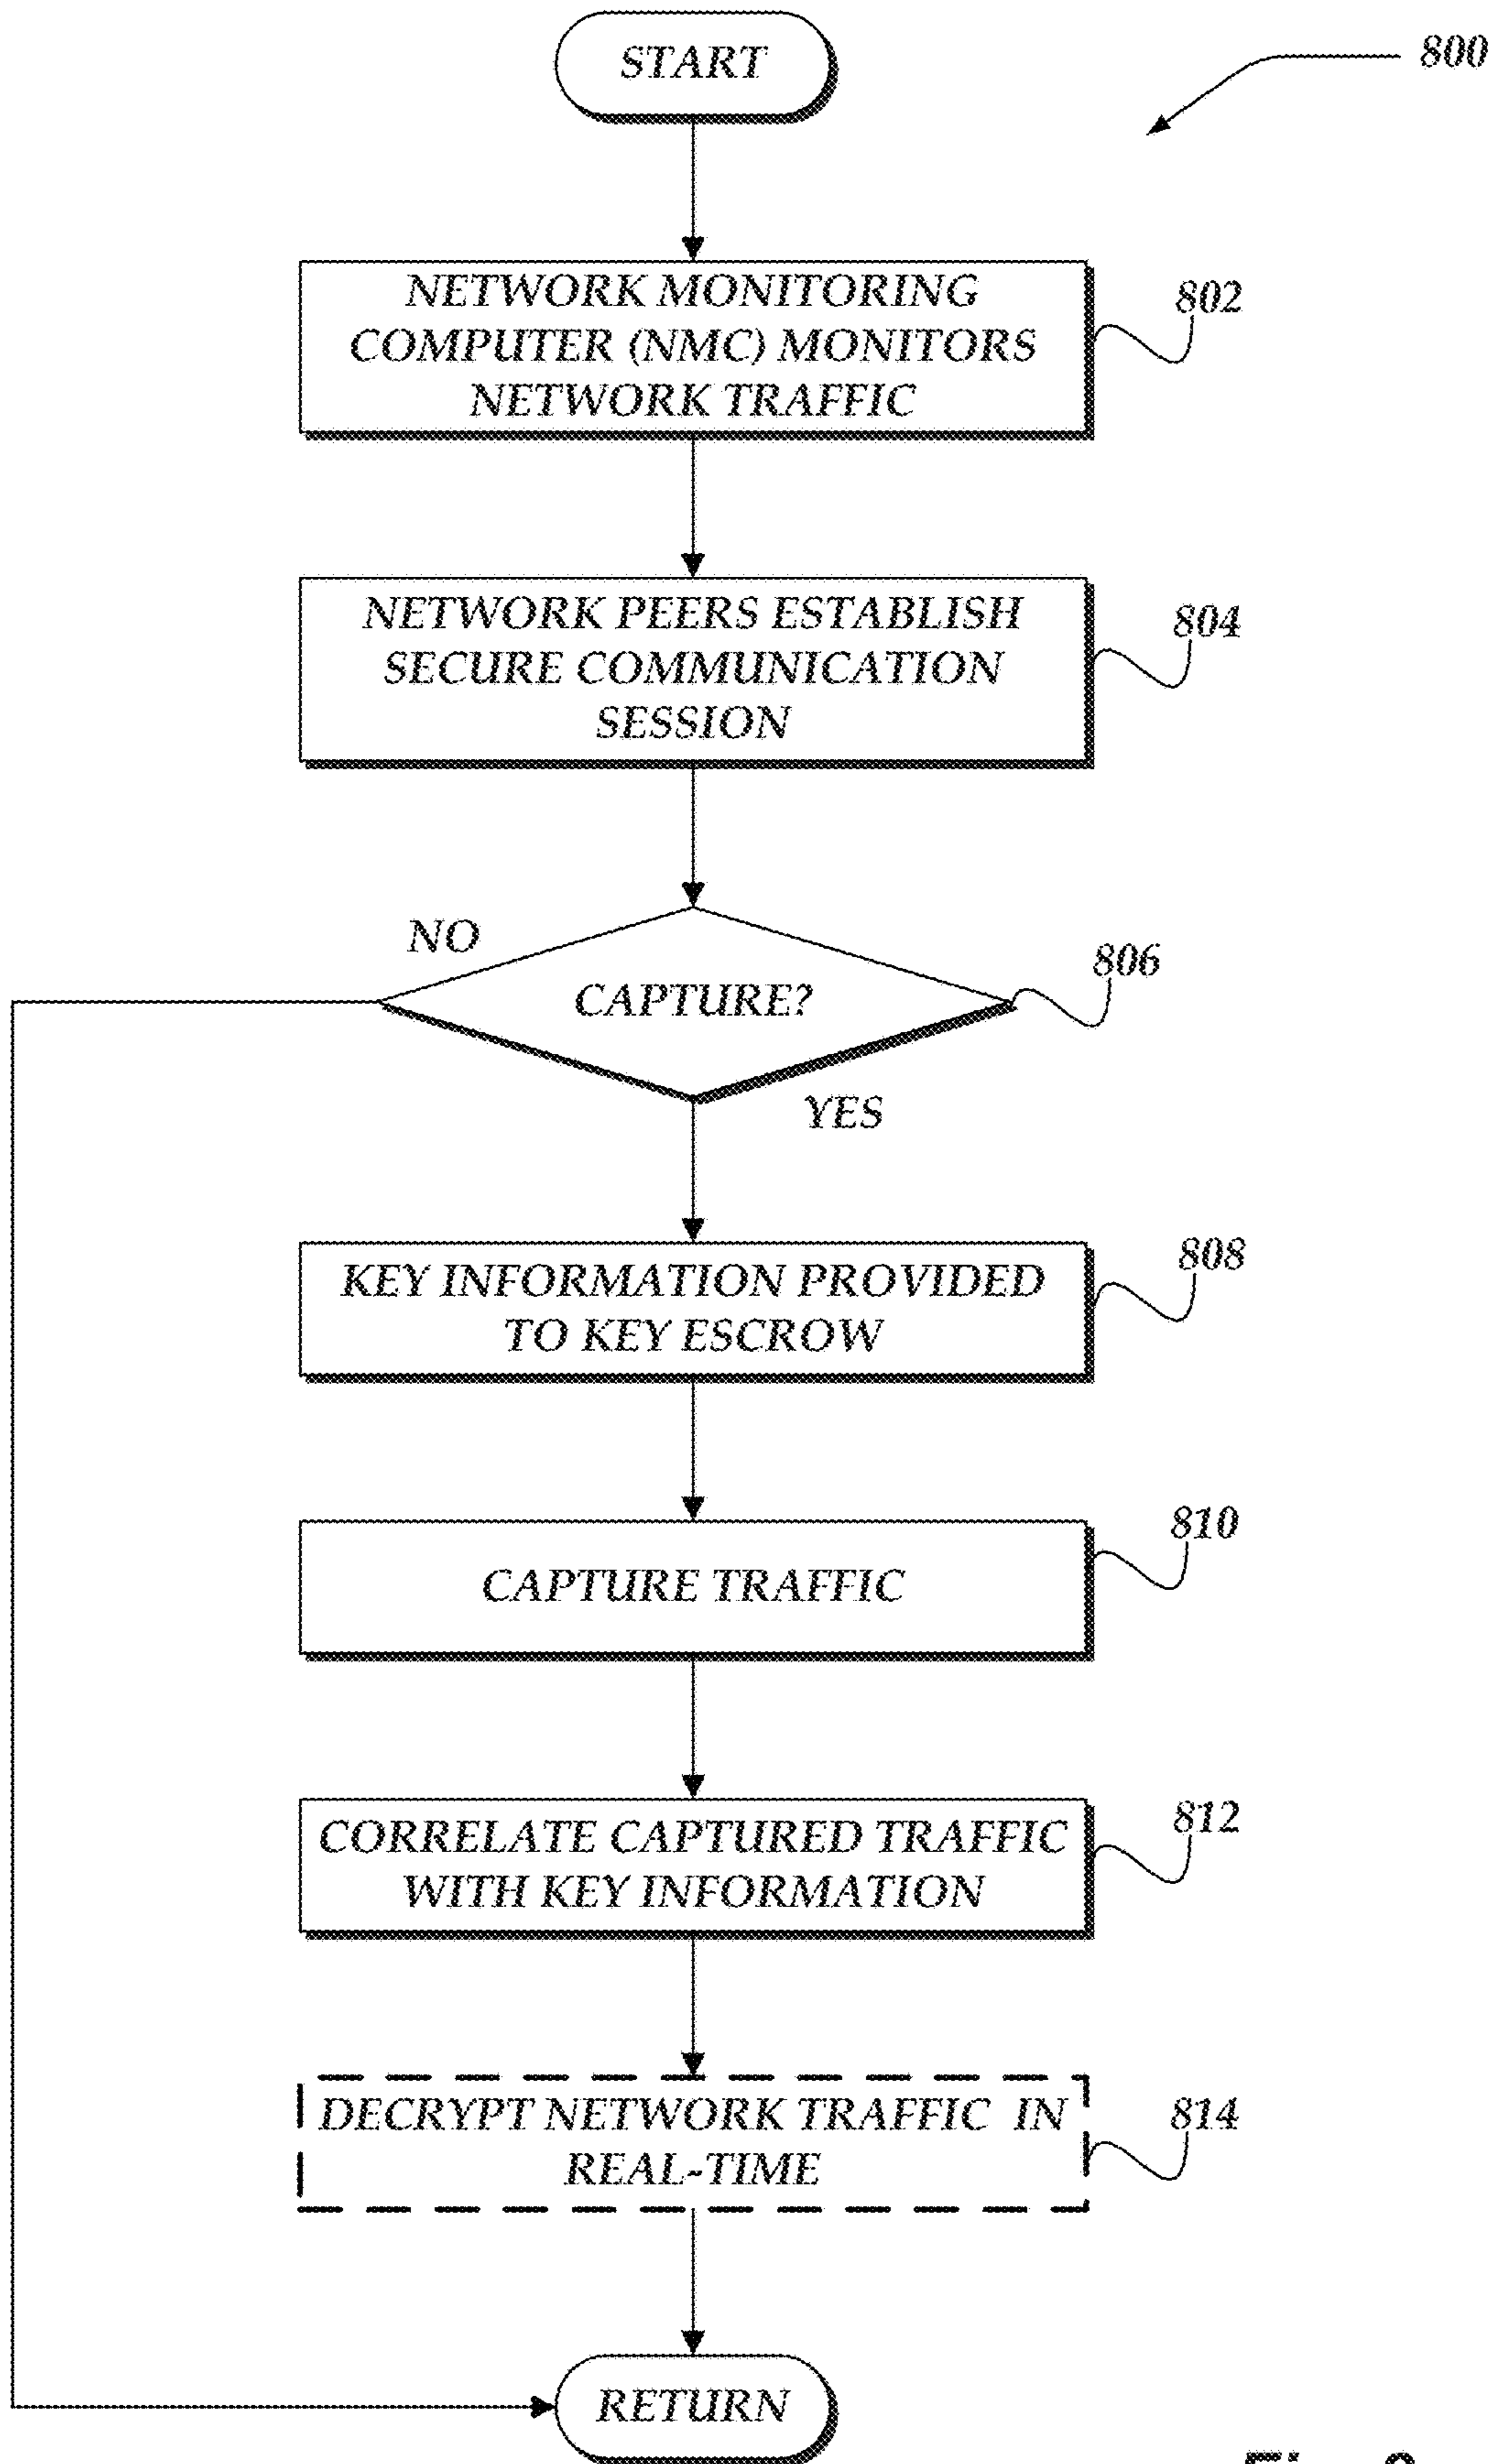 START
800
NETWORK MONITORING
COMPUTER (NMC) MONITORS
NETWORK TRAFFIC
802
NETWORK PEERS ESTABLISH
SECURE COMMUNICATION
SESSION
804
NO
CAPTURE?
806
YES
KEY INFORMATION PROVIDED
TO KEY ESCROW
808
CAPTURE TRAFFIC
810
CORRELATE CAPTURED TRAFFIC
WITH KEY INFORMATION
812
DECRYPT NETWORK TRAFFIC IN
REAL-TIME
814
RETURN